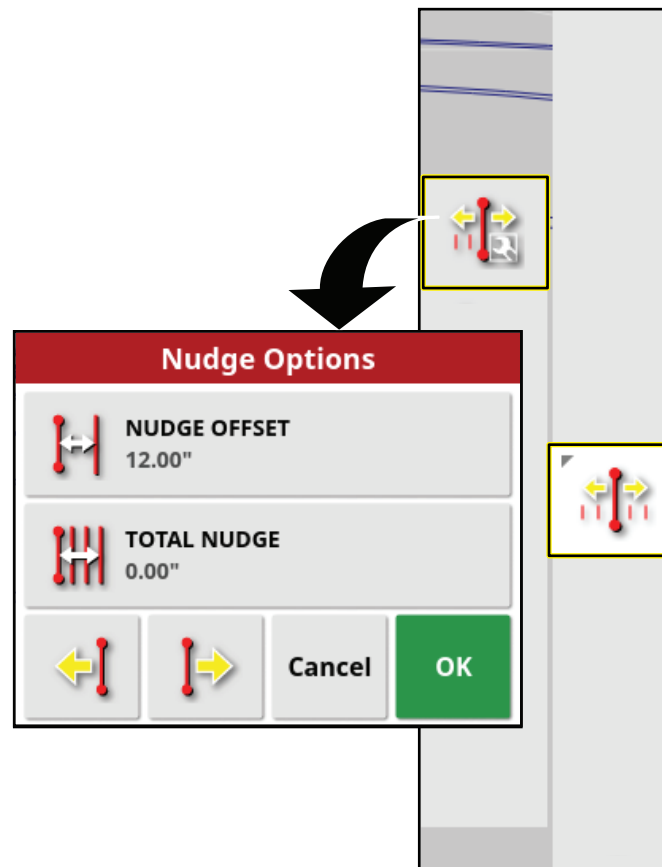 Nudge Options
NUDGE OFFSET
12.00"
TOTAL NUDGE
0.00"
Cancel
OK